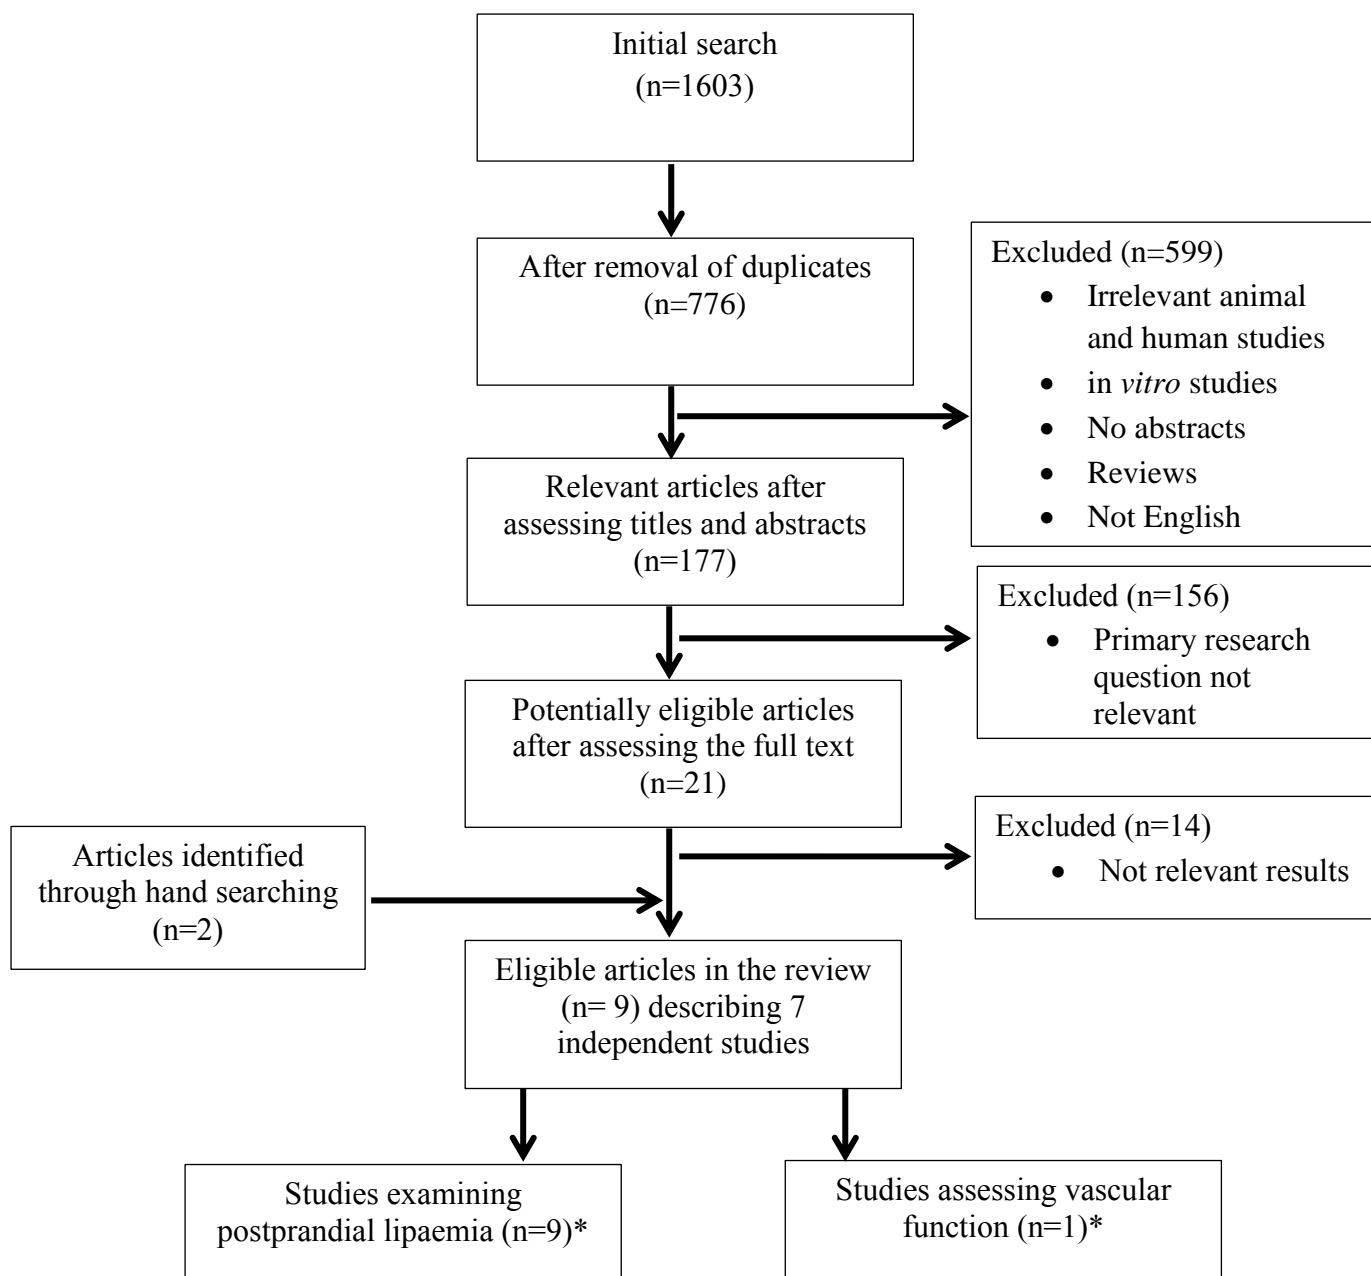 Initial search
(n=1603)
After removal of duplicates
(n=776)
Excluded (n=599)
• Irrelevant animal
and human studies
• in vitro studies
• No abstracts
• Reviews
• Not English
Relevant articles after
assessing titles and abstracts
(n=177)
Excluded (n=156)
• Primary research
question not
relevant
Potentially eligible articles
after assessing the full text
(n=21)
Excluded (n=14)
• Not relevant results
Articles identified
through hand searching
(n=2)
Eligible articles in the review
(n= 9) describing 7
independent studies
Studies examining
postprandial lipaemia (n=9)*
Studies assessing vascular
function (n=1)*